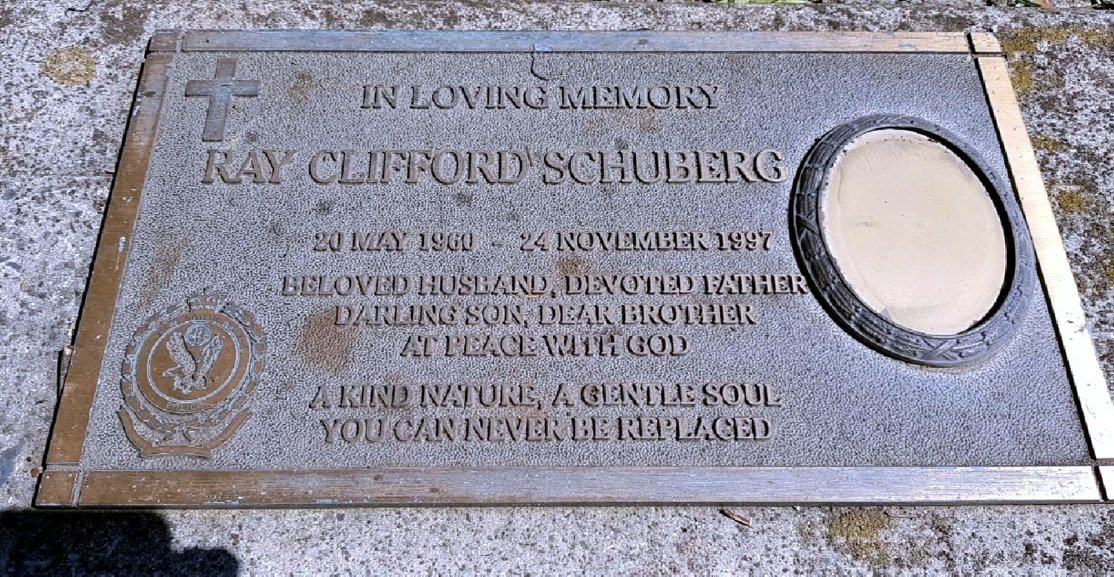 IN LOVING MEMORY
RAY CLIFFORD SCHUBERG
20 MAY 1960 - 24 NOVEMBER 1997
BELOVED HUSBAND, DEVOTED FATHER
DARLING SON, DEAR BROTHER
AT PEACE WITH GOD
A KIND NATURE, A GENTLE SOUL
YOU CAN NEVER BE REPLACED